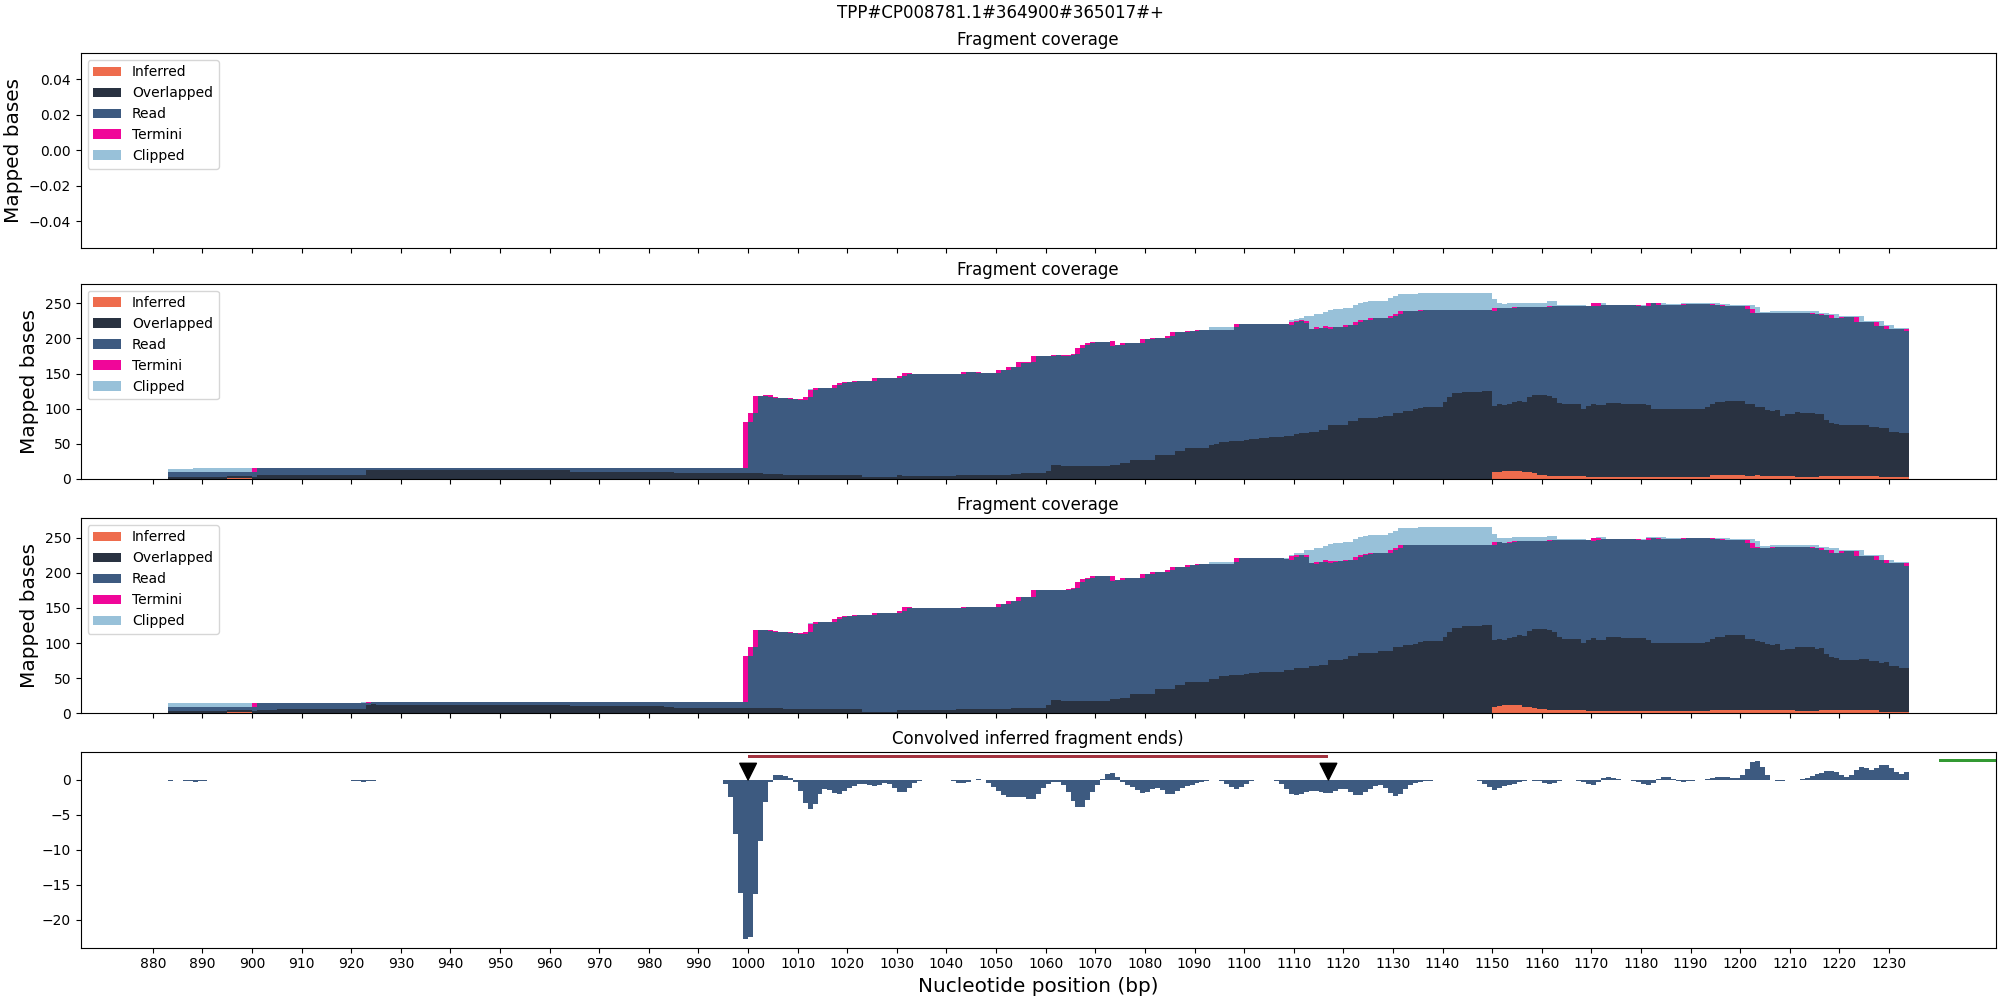 TPP#CP008781.1#364900#365017#+
Fragment coverage
Mapped bases
0.04
0.02
0.00
−0.02
−0.04
Inferred
Overlapped
Read
Termini
Clipped
Fragment coverage
Mapped bases
250
200
150
100
50
0
Inferred
Overlapped
Read
Termini
Clipped
Fragment coverage
Mapped bases
250
200
150
100
50
0
Inferred
Overlapped
Read
Termini
Clipped
Convolved inferred fragment ends)
0
−5
−10
−15
−20
880 890 900 910 920 930 940 950 960 970 980 990 1000 1010 1020 1030 1040 1050 1060 1070 1080 1090 1100 1110 1120 1130 1140 1150 1160 1170 1180 1190 1200 1210 1220 1230
Nucleotide position (bp)